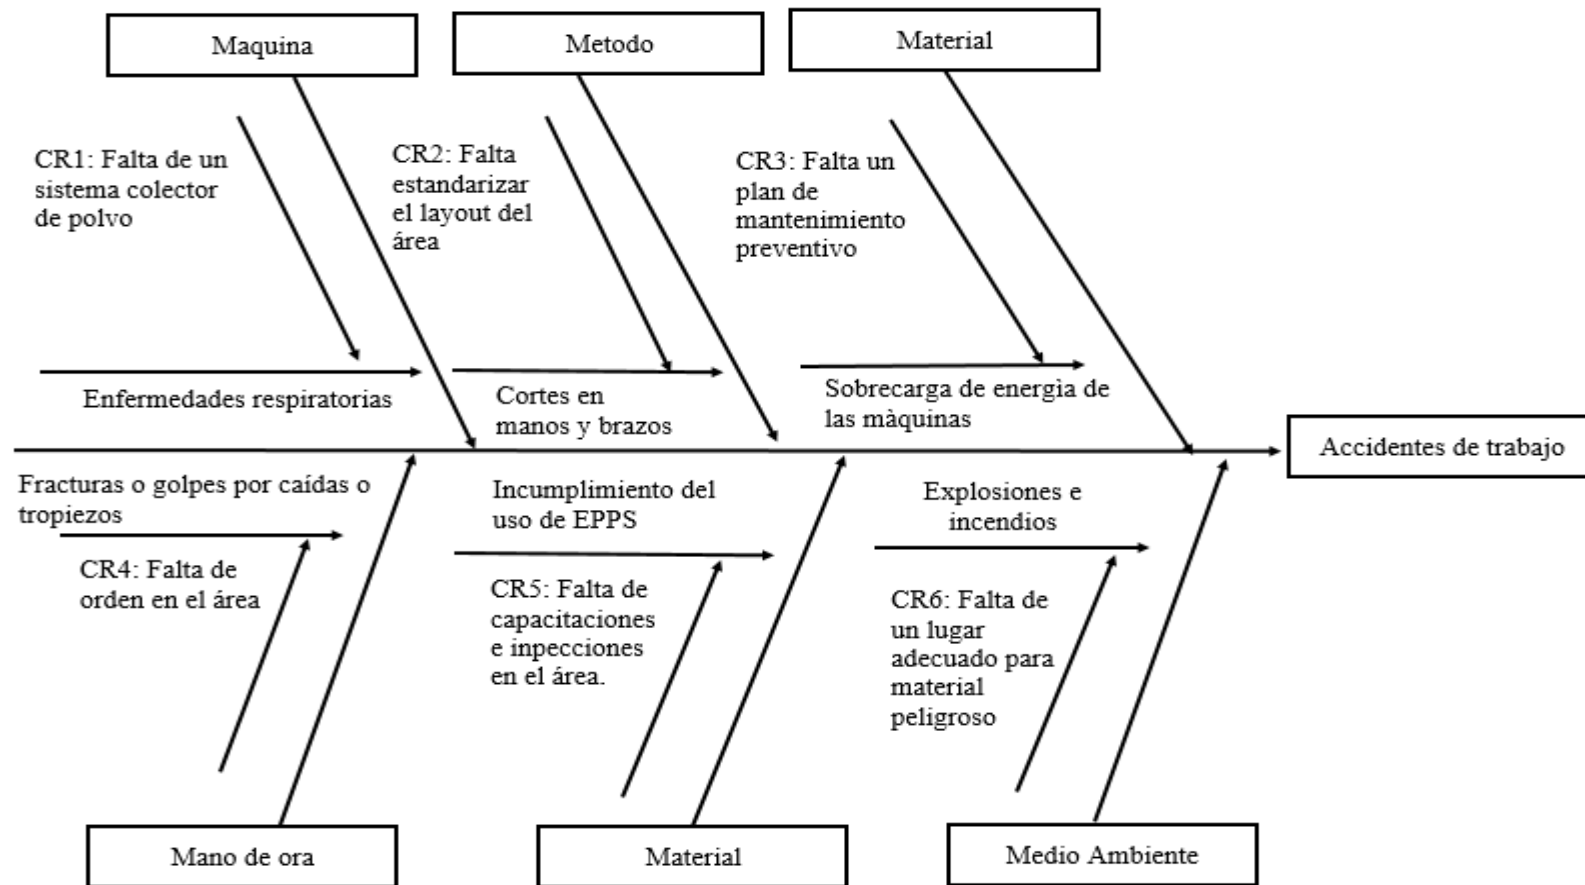 Maquina
Metodo
Material
CR1: Falta de un
sistema colector
de polvo
CR2: Falta
estandarizar
el layout del
área
CR3: Falta un
plan de
mantenimiento
preventivo
Enfermedades respiratorias
Cortes en
manos y brazos
Sobrecarga de energìa de
las màquinas
Accidentes de trabajo
Fracturas o golpes por caídas o
tropiezos
Incumplimiento del
uso de EPPS
Explosiones e
incendios
CR4: Falta de
orden en el área
CR5: Falta de
capacitaciones
e inpecciones
en el área.
CR6: Falta de
un lugar
adecuado para
material
peligroso
Mano de ora
Material
Medio Ambiente